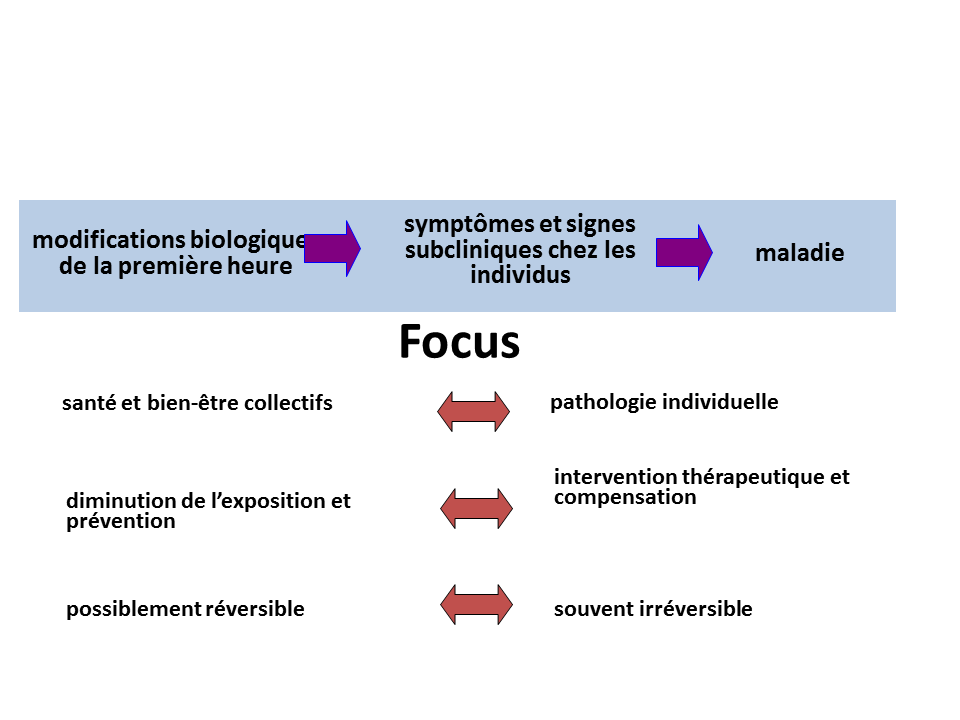 modifications biologique
de la première heure
symptômes et signes
subcliniques chez les
individus
maladie
Focus
santé et bien-être collectifs
pathologie individuelle
diminution de l’exposition et
prévention
intervention thérapeutique et
compensation
possiblement réversible
souvent irréversible